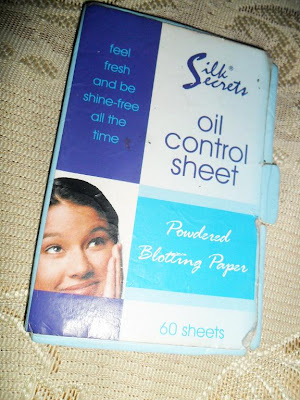 feel
fresh
and be
shine-free
all the
time
Silk®
Secrets
oil
control
sheet
Powdered
Blotting Paper
60 sheets